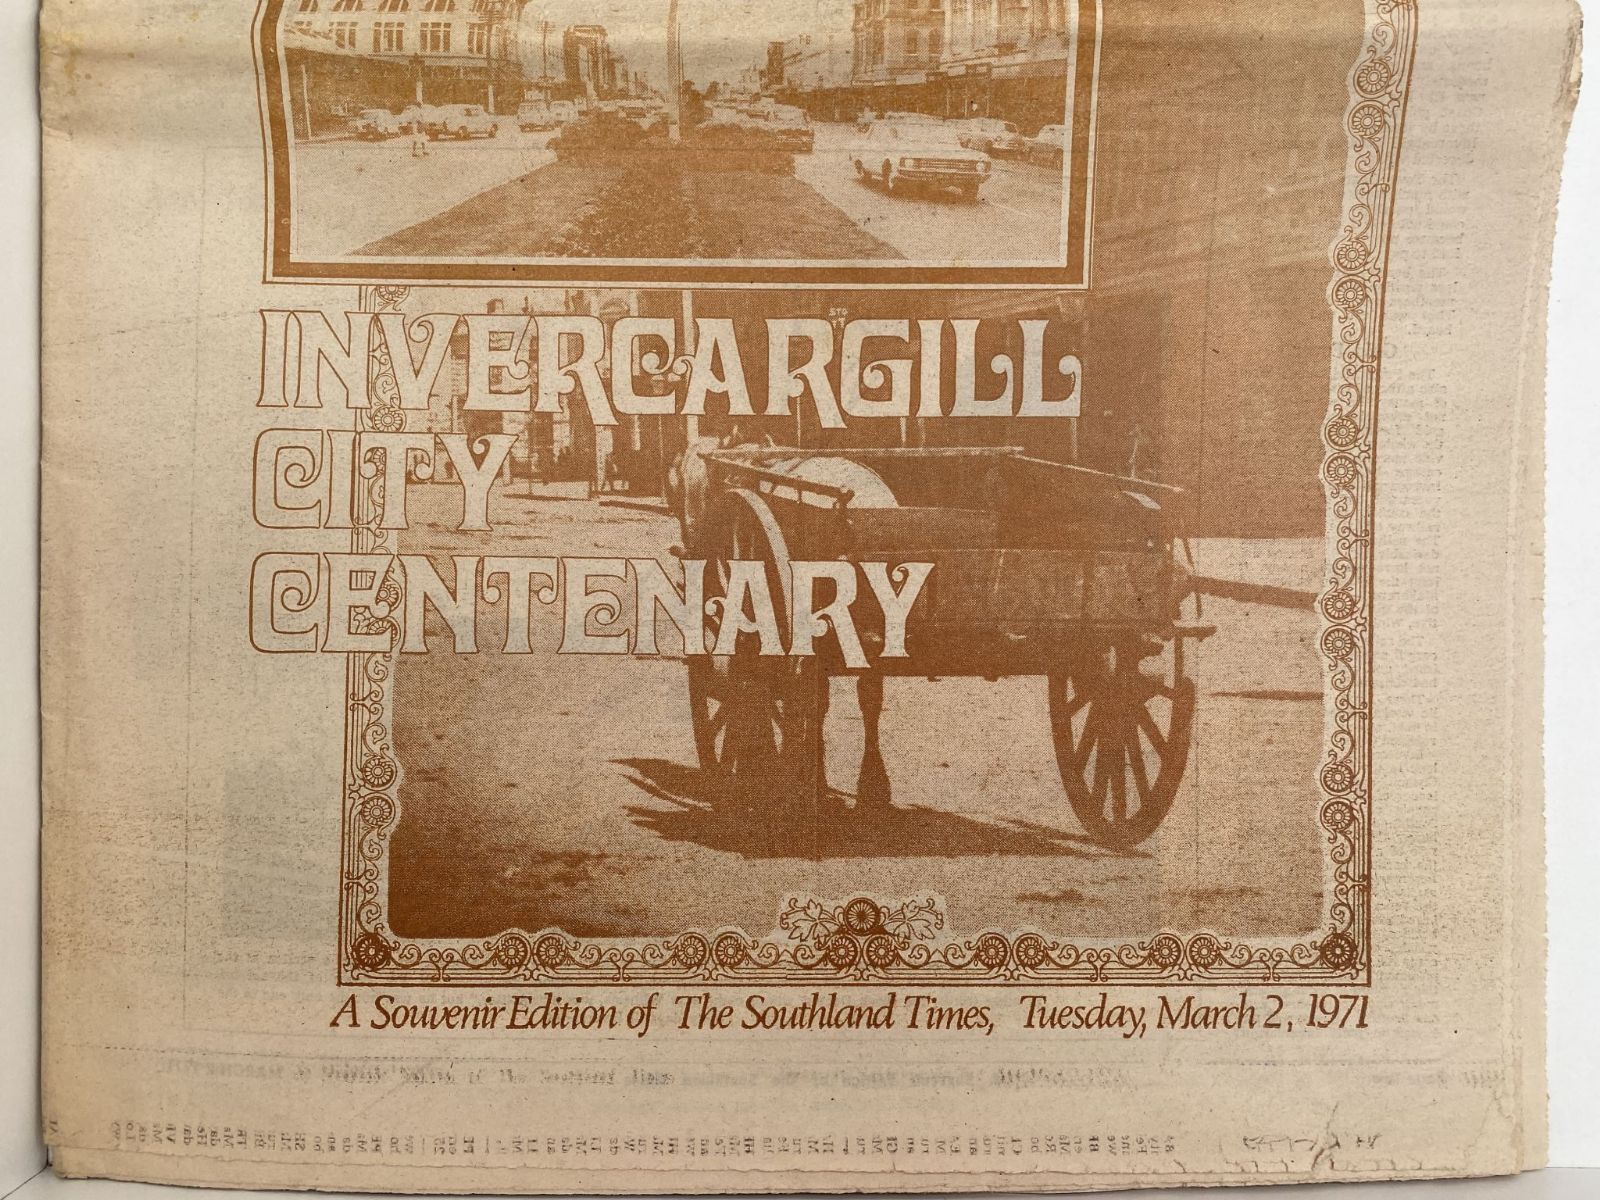 INVERCARGILL
CITY
CENTENARY
A Souvenir Edition of The Southland Times, Tuesday, March 2, 1971